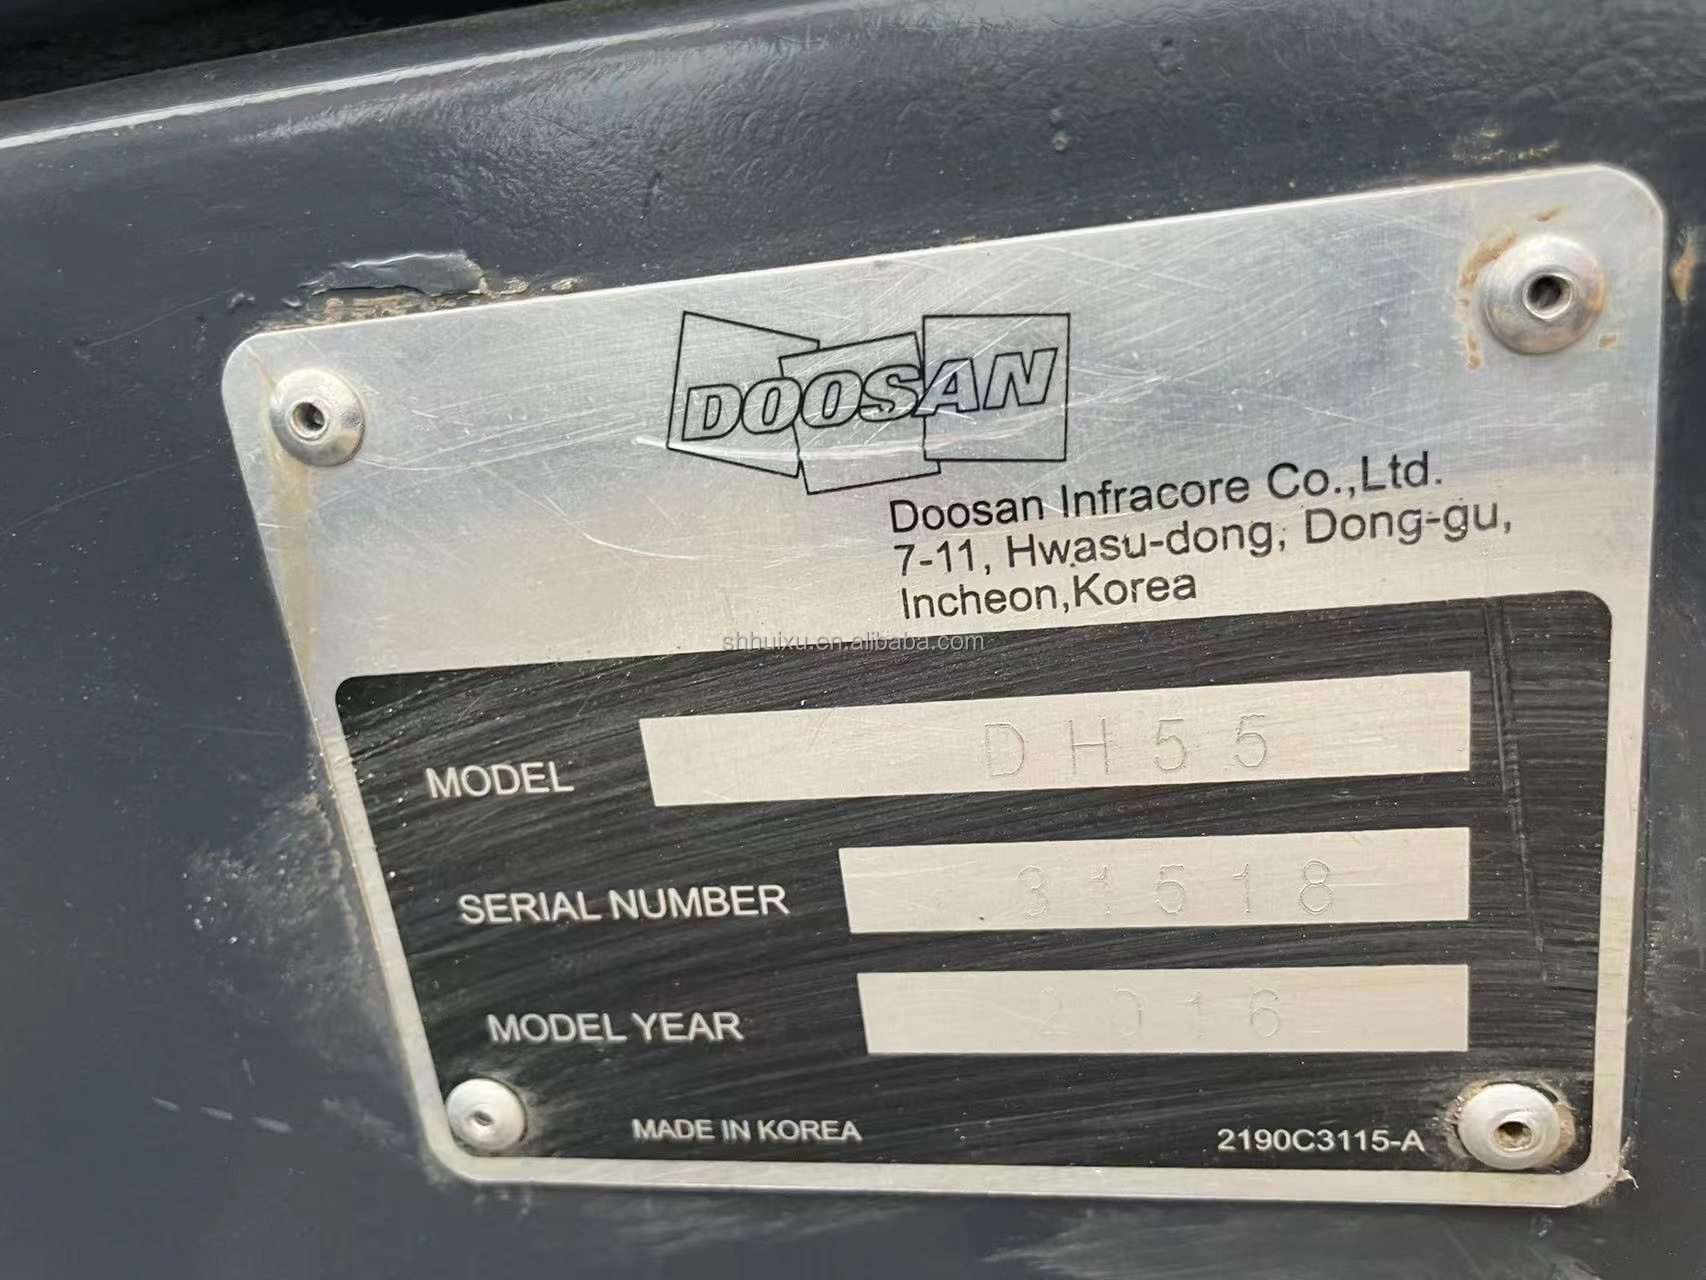 DOOSAN
Doosan Infracore Co.,Ltd.
7-11, Hwasu-dong, Dong-gu,
Incheon,Korea
shhuixu.en.alibaba.com
MODEL DH55
SERIAL NUMBER 31518
MODEL YEAR 2016
MADE IN KOREA 2190C3115-A